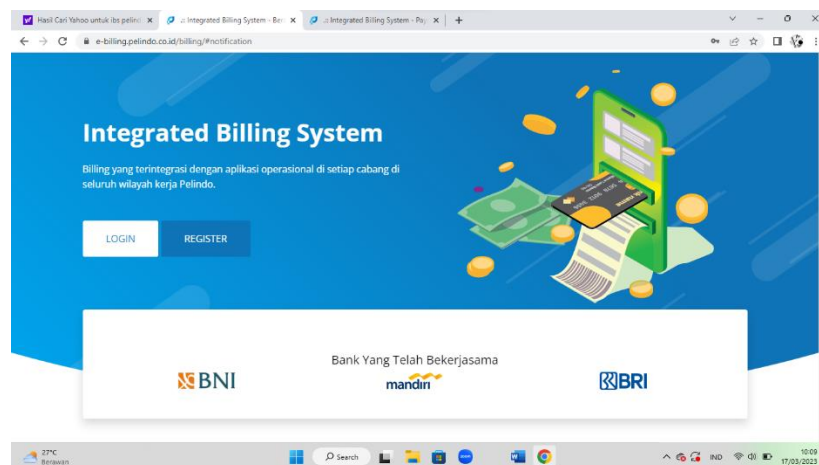 Hasil Cari Yahoo untuk ibs pelin
.:: Integrated Billing System - Ber
.:: Integrated Billing System - Pay
e-billing.pelindo.co.id/billing/#notification
Integrated Billing System
Billing yang terintegrasi dengan aplikasi operasional di setiap cabang di
seluruh wilayah kerja Pelindo.
LOGIN
REGISTER
Bank Yang Telah Bekerjasama
BNI
mandiri
BRI
27°C
Berawan
Search
IND
10:09
17/03/2023